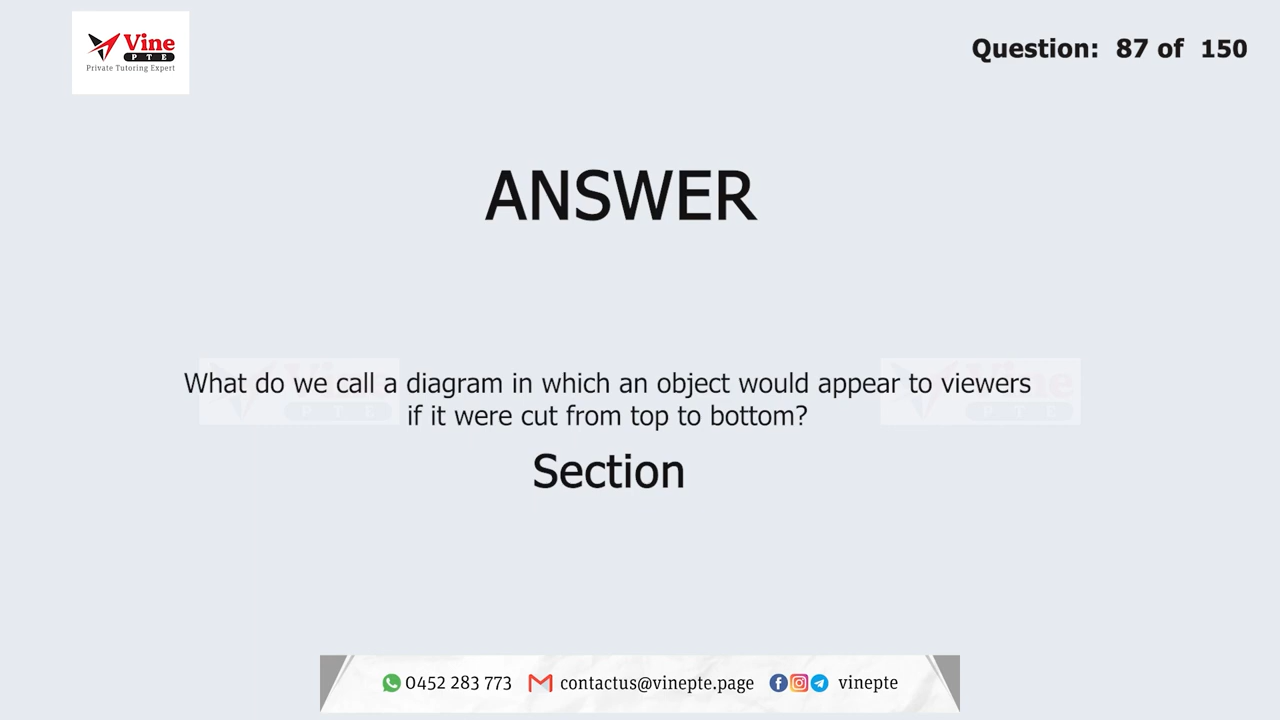 Vine
PTE
Private Tutoring Expert
Question: 87 of 150
ANSWER
What do we call a diagram in which an object would appear to viewers
if it were cut from top to bottom?
Section
0452 283 773 contactus@vinepte.page vinepte